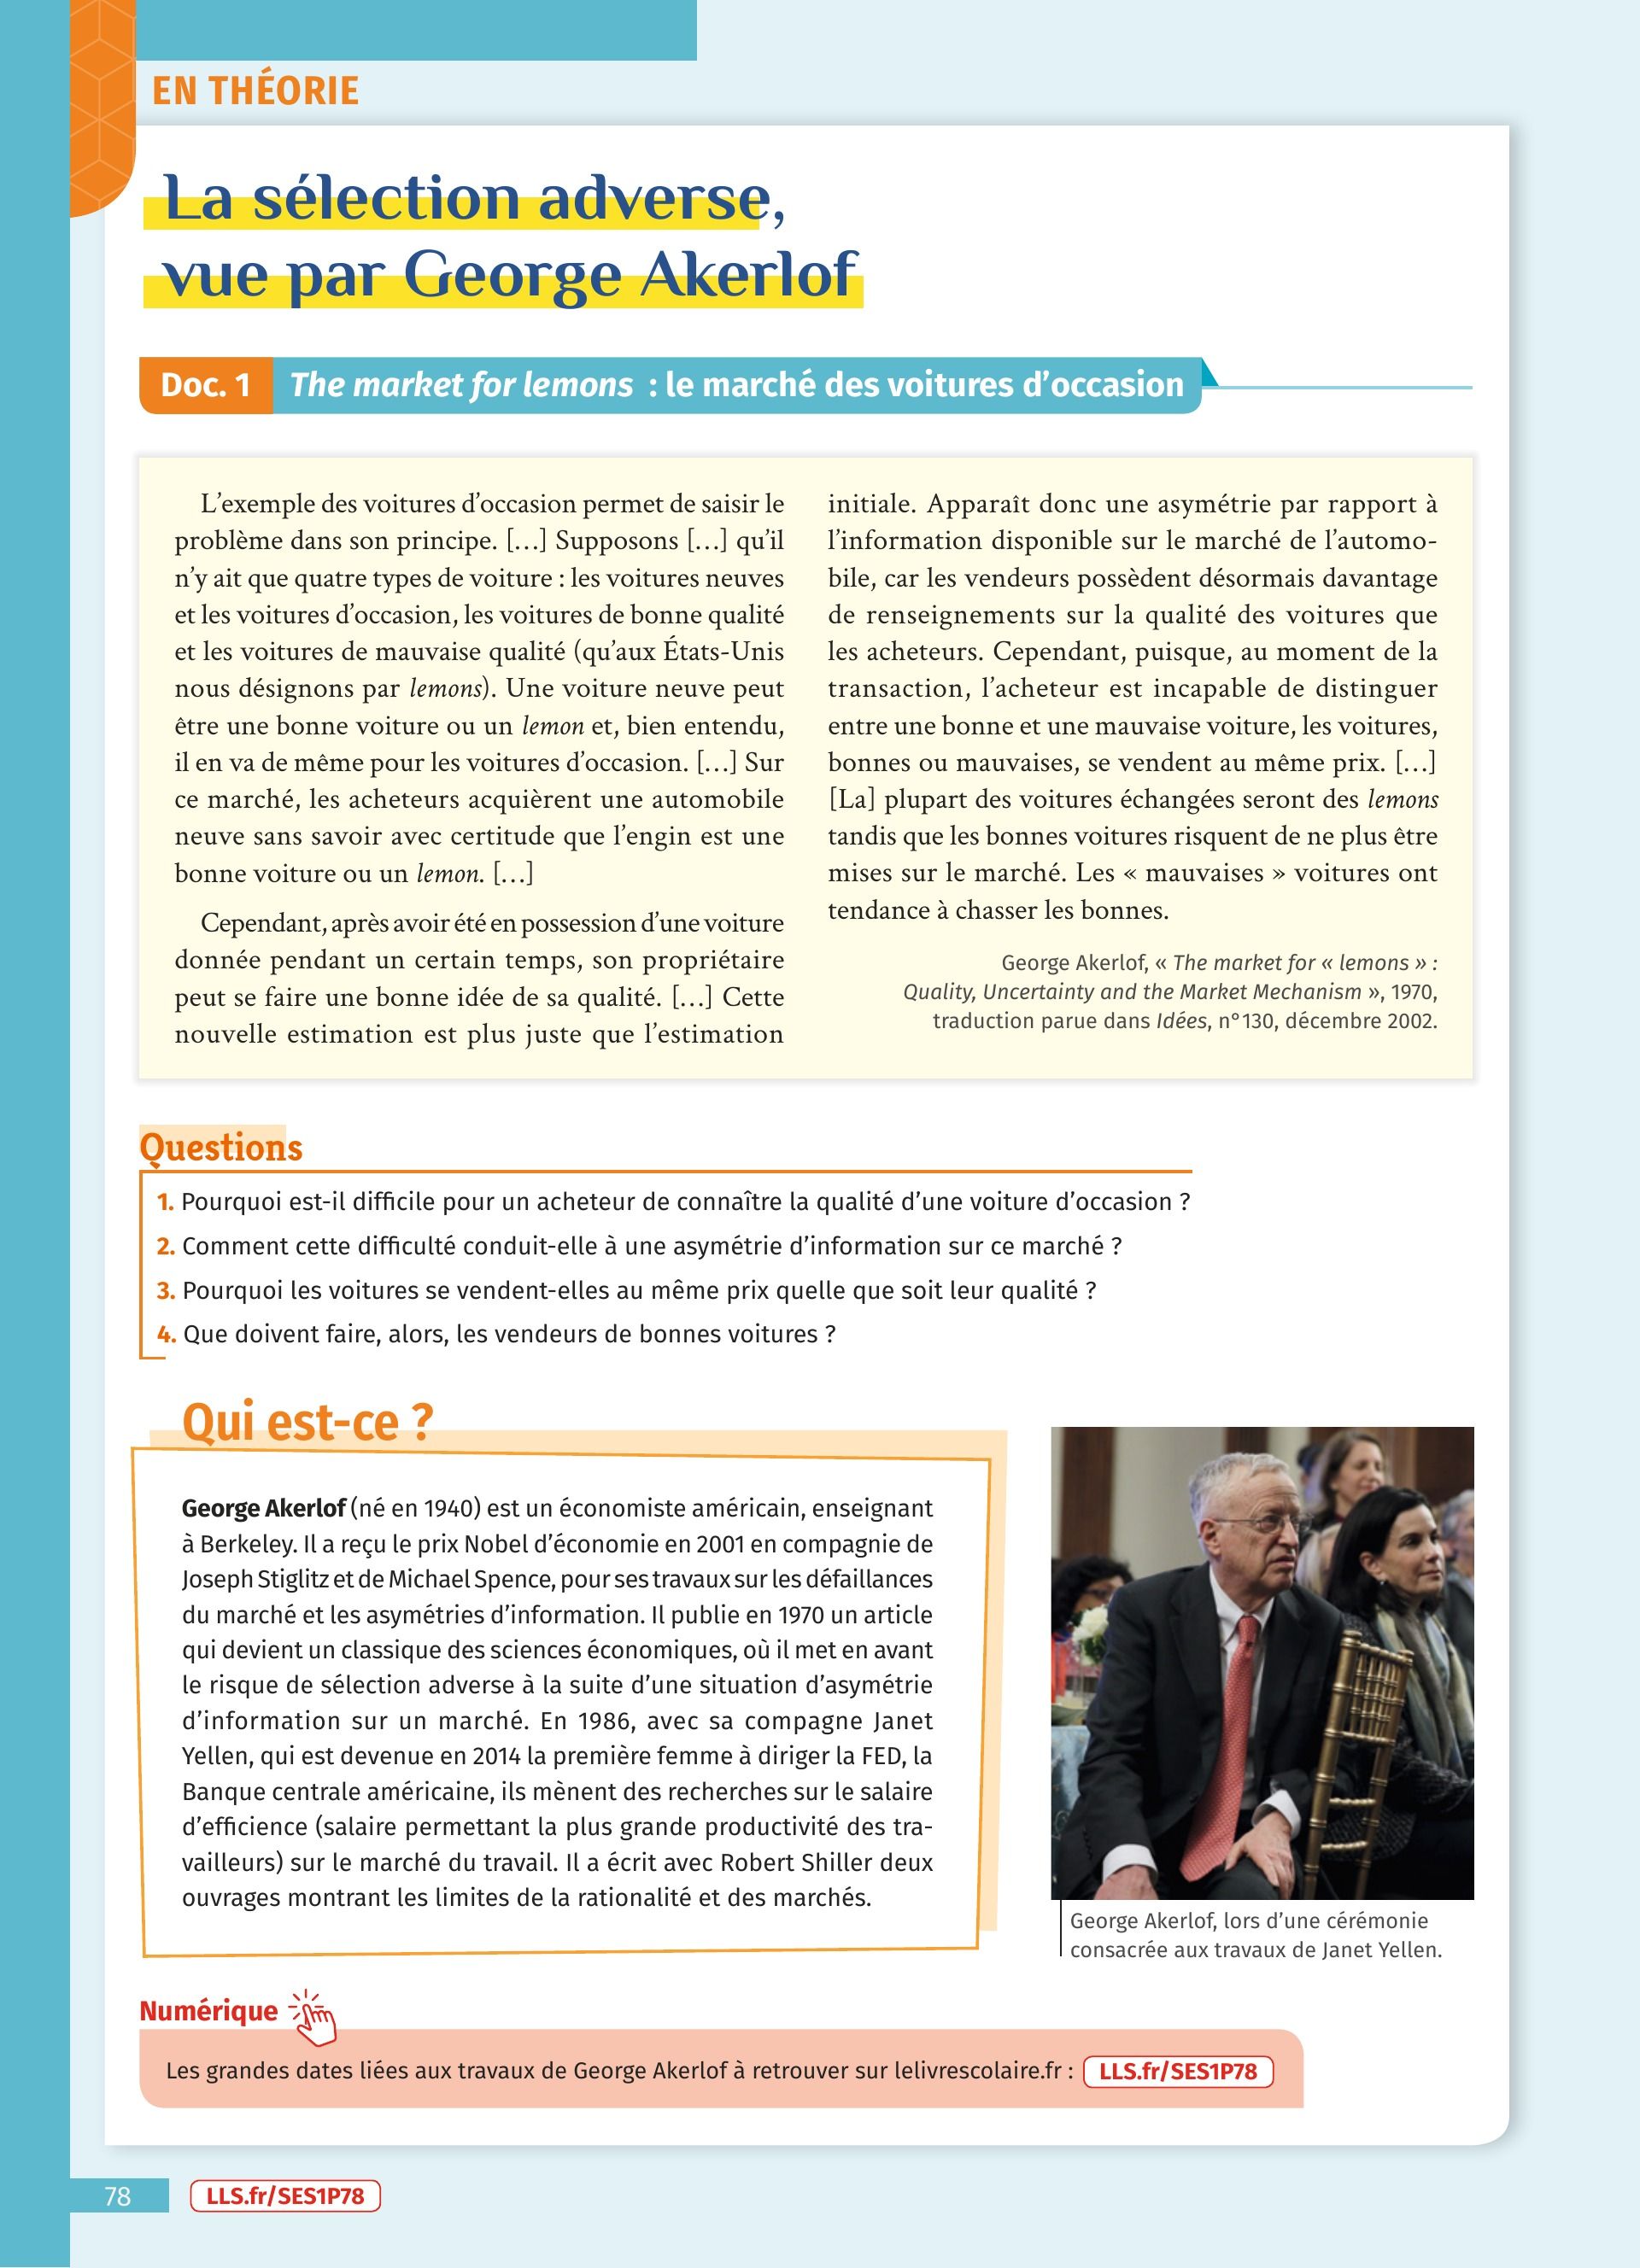 EN THÉORIE
La sélection adverse,
vue par George Akerlof
Doc. 1 The market for lemons : le marché des voitures d’occasion
L’exemple des voitures d’occasion permet de saisir le
problème dans son principe. […] Supposons […] qu’il
n’y ait que quatre types de voiture : les voitures neuves
et les voitures d’occasion, les voitures de bonne qualité
et les voitures de mauvaise qualité (qu’aux États-Unis
nous désignons par lemons). Une voiture neuve peut
être une bonne voiture ou un lemon et, bien entendu,
il en va de même pour les voitures d’occasion. […] Sur
ce marché, les acheteurs acquièrent une automobile
neuve sans savoir avec certitude que l’engin est une
bonne voiture ou un lemon. […]
Cependant, après avoir été en possession d’une voiture
donnée pendant un certain temps, son propriétaire
peut se faire une bonne idée de sa qualité. […] Cette
nouvelle estimation est plus juste que l’estimation
initiale. Apparaît donc une asymétrie par rapport à
l’information disponible sur le marché de l’automo-
bile, car les vendeurs possèdent désormais davantage
de renseignements sur la qualité des voitures que
les acheteurs. Cependant, puisque, au moment de la
transaction, l’acheteur est incapable de distinguer
entre une bonne et une mauvaise voiture, les voitures,
bonnes ou mauvaises, se vendent au même prix. […]
[La] plupart des voitures échangées seront des lemons
tandis que les bonnes voitures risquent de ne plus être
mises sur le marché. Les « mauvaises » voitures ont
tendance à chasser les bonnes.
George Akerlof, « The market for « lemons » :
Quality, Uncertainty and the Market Mechanism », 1970,
traduction parue dans Idées, n°130, décembre 2002.
Questions
1. Pourquoi est-il difficile pour un acheteur de connaître la qualité d’une voiture d’occasion ?
2. Comment cette difficulté conduit-elle à une asymétrie d’information sur ce marché ?
3. Pourquoi les voitures se vendent-elles au même prix quelle que soit leur qualité ?
4. Que doivent faire, alors, les vendeurs de bonnes voitures ?
Qui est-ce ?
George Akerlof (né en 1940) est un économiste américain, enseignant
à Berkeley. Il a reçu le prix Nobel d’économie en 2001 en compagnie de
Joseph Stiglitz et de Michael Spence, pour ses travaux sur les défaillances
du marché et les asymétries d’information. Il publie en 1970 un article
qui devient un classique des sciences économiques, où il met en avant
le risque de sélection adverse à la suite d’une situation d’asymétrie
d’information sur un marché. En 1986, avec sa compagne Janet
Yellen, qui est devenue en 2014 la première femme à diriger la FED, la
Banque centrale américaine, ils mènent des recherches sur le salaire
d’efficience (salaire permettant la plus grande productivité des tra-
vailleurs) sur le marché du travail. Il a écrit avec Robert Shiller deux
ouvrages montrant les limites de la rationalité et des marchés.
George Akerlof, lors d’une cérémonie
consacrée aux travaux de Janet Yellen.
Numérique
Les grandes dates liées aux travaux de George Akerlof à retrouver sur lelivrescolaire.fr : LLS.fr/SES1P78
78 LLS.fr/SES1P78